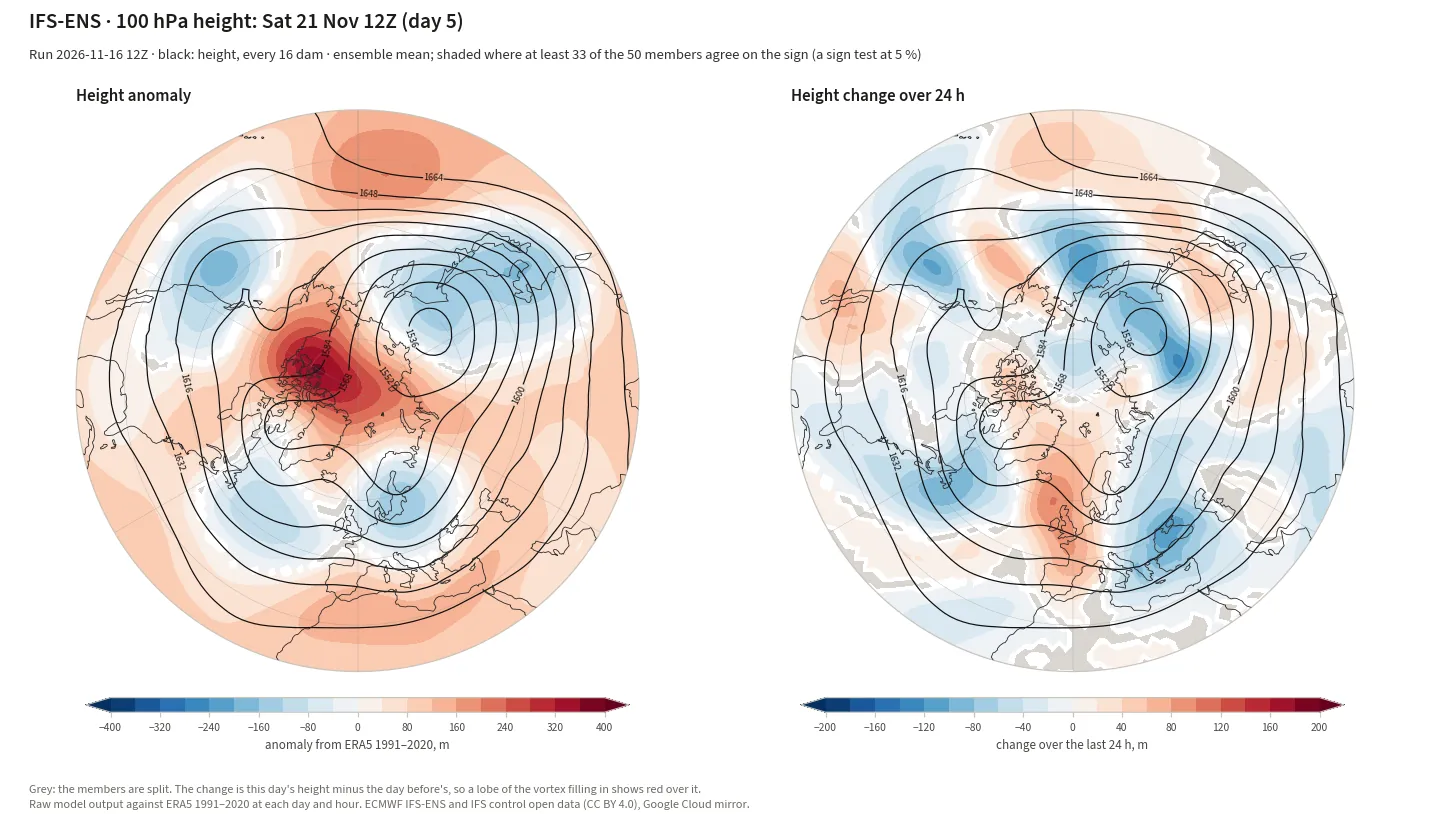 IFS-ENS · 100 hPa height: Sat 21 Nov 12Z (day 5)
Run 2026-11-16 12Z · black: height, every 16 dam · ensemble mean; shaded where at least 33 of the 50 members agree on the sign (a sign test at 5 %)
Height anomaly
Height change over 24 h
1664
1648
1536
1584
1568
1616
1600
1632
1664
1648
1536
1584
1568
1616
1600
1632
−400 −320 −240 −160 −80 0 80 160 240 320 400
anomaly from ERA5 1991–2020, m
−200 −160 −120 −80 −40 0 40 80 120 160 200
change over the last 24 h, m
Grey: the members are split. The change is this day's height minus the day before's, so a lobe of the vortex filling in shows red over it.
Raw model output against ERA5 1991–2020 at each day and hour. ECMWF IFS-ENS and IFS control open data (CC BY 4.0), Google Cloud mirror.